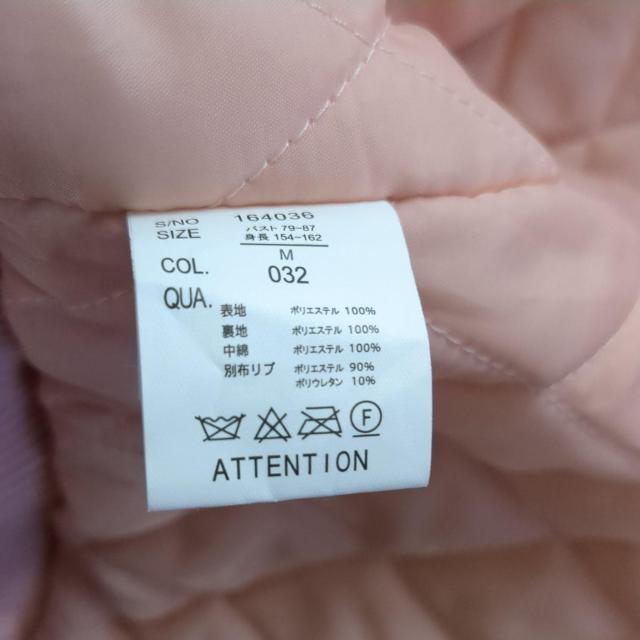 S/NO 164036
SIZE バスト 79~87
身長 154~162
M
COL. 032
QUA. 表地 ポリエステル 100%
裏地 ポリエステル 100%
中綿 ポリエステル 100%
別布リブ ポリエステル 90%
ポリウレタン 10%
F
ATTENTION